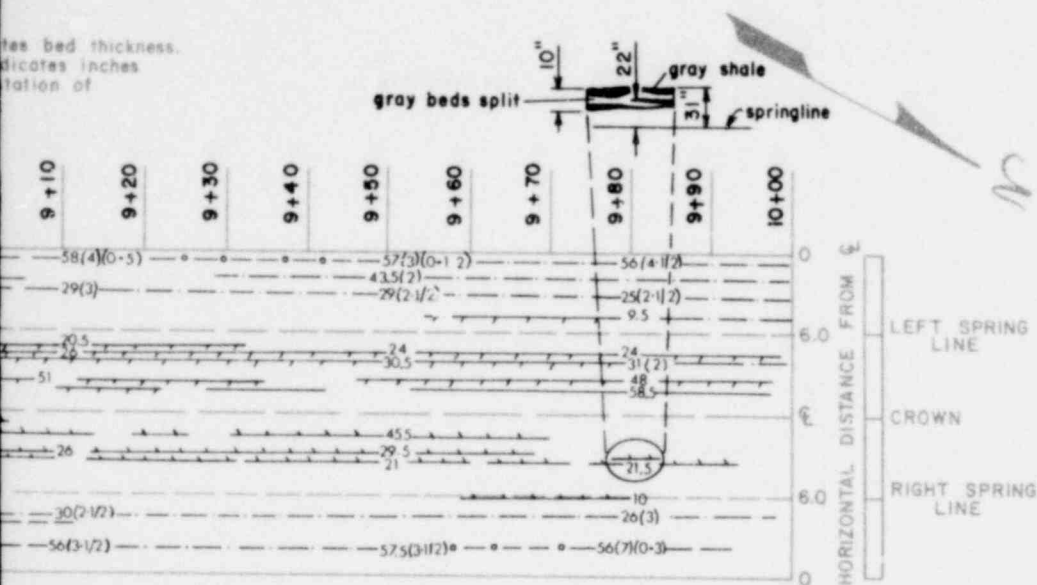 tes bed thickness.
dicates inches
tation of
10"
22"
gray shale
gray beds split
31"
springline
N
9+10
9+20
9+30
9+40
9+50
9+60
9+70
9+80
9+90
10+00
58(4)(0-5) 57(3)(0-1 2) 56(4-1/2) 0
43.5(2)
29(3) 29(2-1/2) 25(2-1/2)
9.5
6.0 LEFT SPRING
LINE
20.5
26 24 24
30.5 31(2)
51 48
58.5
℄ CROWN
45.5
26 29.5
21 21.5
10
6.0 RIGHT SPRING
LINE
30(2-1/2) 26(3)
56(3-1/2) 57.5(3-1/2) 56(7)(0-3)
0
HORIZONTAL DISTANCE FROM ℄